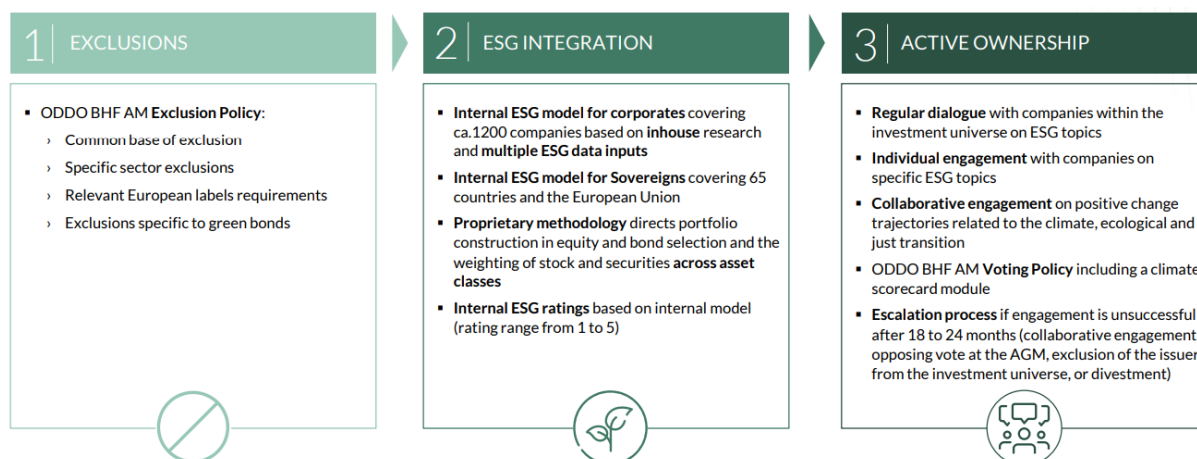 1 EXCLUSIONS
▪ ODDO BHF AM Exclusion Policy:
› Common base of exclusion
› Specific sector exclusions
› Relevant European labels requirements
› Exclusions specific to green bonds
2 ESG INTEGRATION
▪ Internal ESG model for corporates covering
ca.1200 companies based on inhouse research
and multiple ESG data inputs
▪ Internal ESG model for Sovereigns covering 65
countries and the European Union
▪ Proprietary methodology directs portfolio
construction in equity and bond selection and the
weighting of stock and securities across asset
classes
▪ Internal ESG ratings based on internal model
(rating range from 1 to 5)
3 ACTIVE OWNERSHIP
▪ Regular dialogue with companies within the
investment universe on ESG topics
▪ Individual engagement with companies on
specific ESG topics
▪ Collaborative engagement on positive change
trajectories related to the climate, ecological and
just transition
▪ ODDO BHF AM Voting Policy including a climate
scorecard module
▪ Escalation process if engagement is unsuccessful
after 18 to 24 months (collaborative engagement
opposing vote at the AGM, exclusion of the issuer
from the investment universe, or divestment)